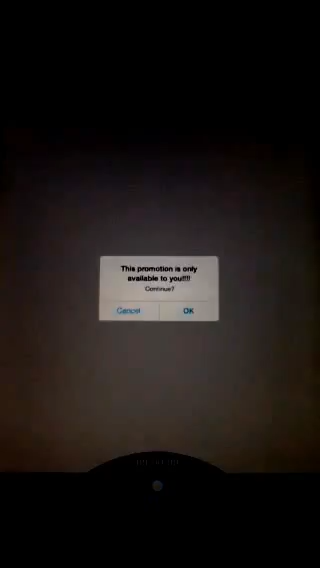 This promotion is only
available to you!!!!
Continue?
Cancel
OK